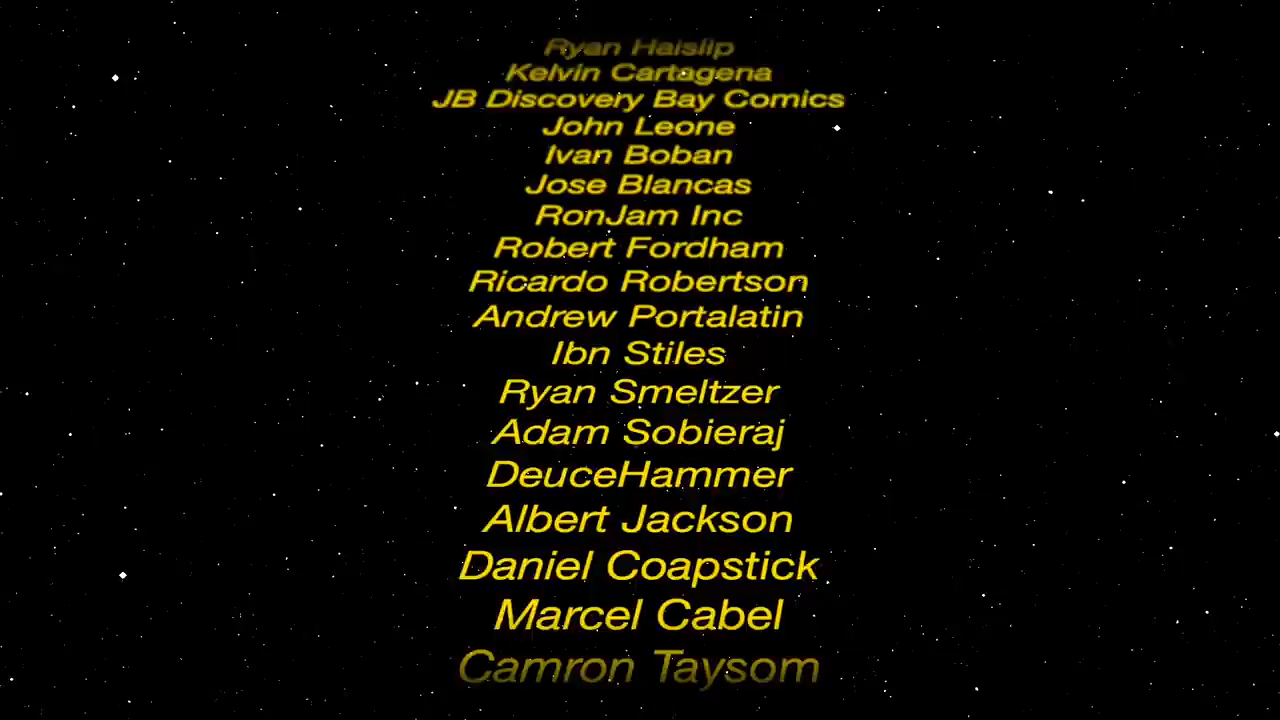 Ryan Haislip
Kelvin Cartagena
JB Discovery Bay Comics
John Leone
Ivan Boban
Jose Blancas
RonJam Inc
Robert Fordham
Ricardo Robertson
Andrew Portalatin
Ibn Stiles
Ryan Smeltzer
Adam Sobieraj
DeuceHammer
Albert Jackson
Daniel Coapstick
Marcel Cabel
Camron Taysom